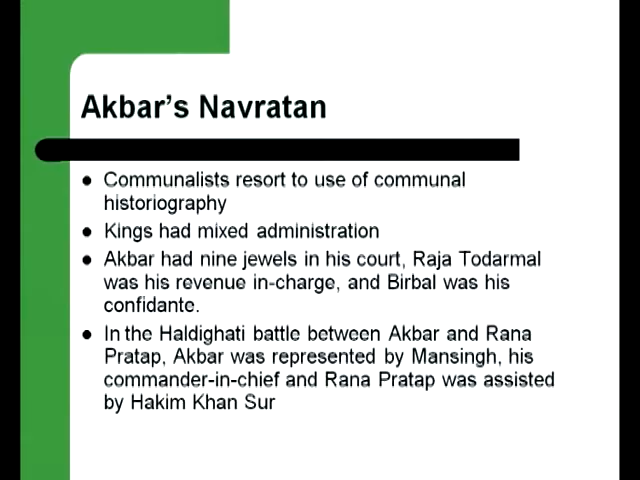 Akbar's Navratan
● Communalists resort to use of communal
historiography
● Kings had mixed administration
● Akbar had nine jewels in his court, Raja Todarmal
was his revenue in-charge, and Birbal was his
confidante.
● In the Haldighati battle between Akbar and Rana
Pratap, Akbar was represented by Mansingh, his
commander-in-chief and Rana Pratap was assisted
by Hakim Khan Sur